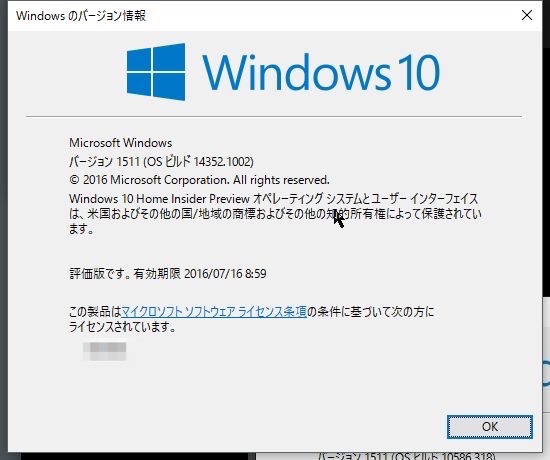 Windows のバージョン情報
Windows 10
Microsoft Windows
バージョン 1511 (OS ビルド 14352.1002)
© 2016 Microsoft Corporation. All rights reserved.
Windows 10 Home Insider Preview オペレーティング システムとユーザー インターフェイス
は、米国およびその他の国/地域の商標およびその他の知的所有権によって保護されてい
ます。
評価版です。有効期限 2016/07/16 8:59
この製品はマイクロソフト ソフトウェア ライセンス条項の条件に基づいて次の方に
ライセンスされています。
OK
バージョン 1511 (OS ビルド 10586.318)